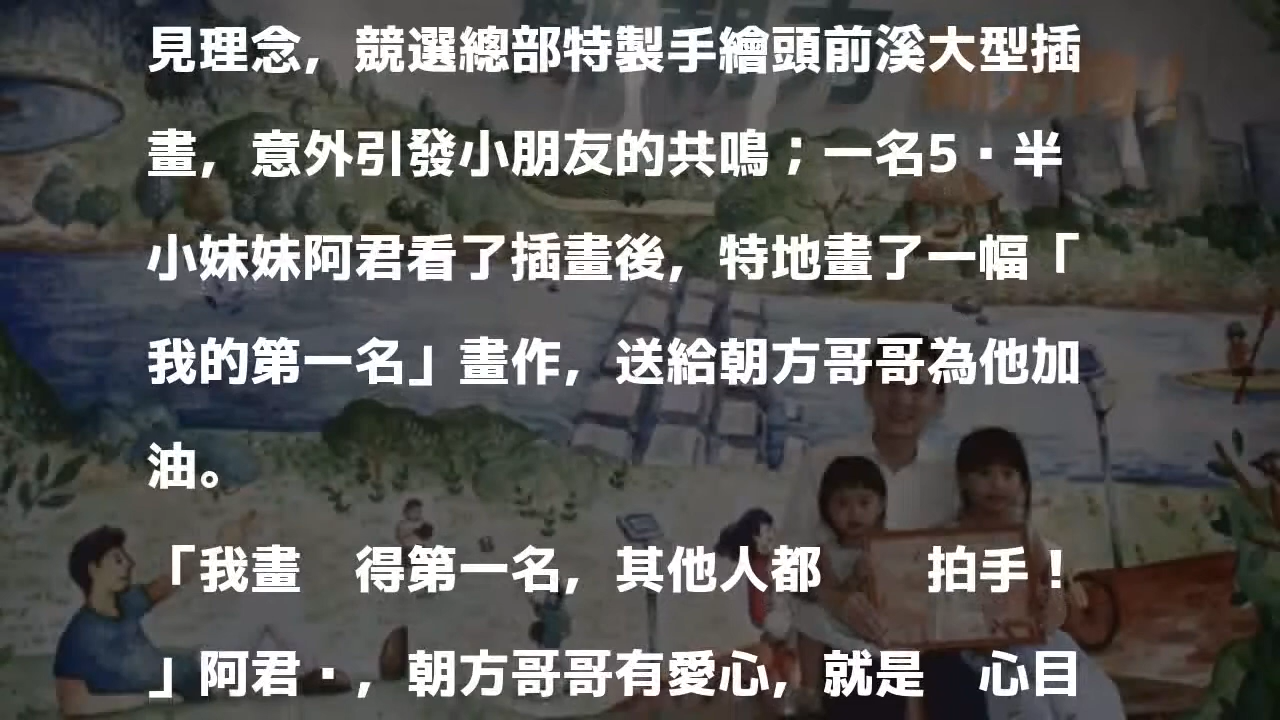 見理念，競選總部特製手繪頭前溪大型插
畫，意外引發小朋友的共鳴；一名5・半
小妹妹阿君看了插畫後，特地畫了一幅「
我的第一名」畫作，送給朝方哥哥為他加
油。
「我畫　得第一名，其他人都　　拍手！
」阿君・，朝方哥哥有愛心，就是　心目